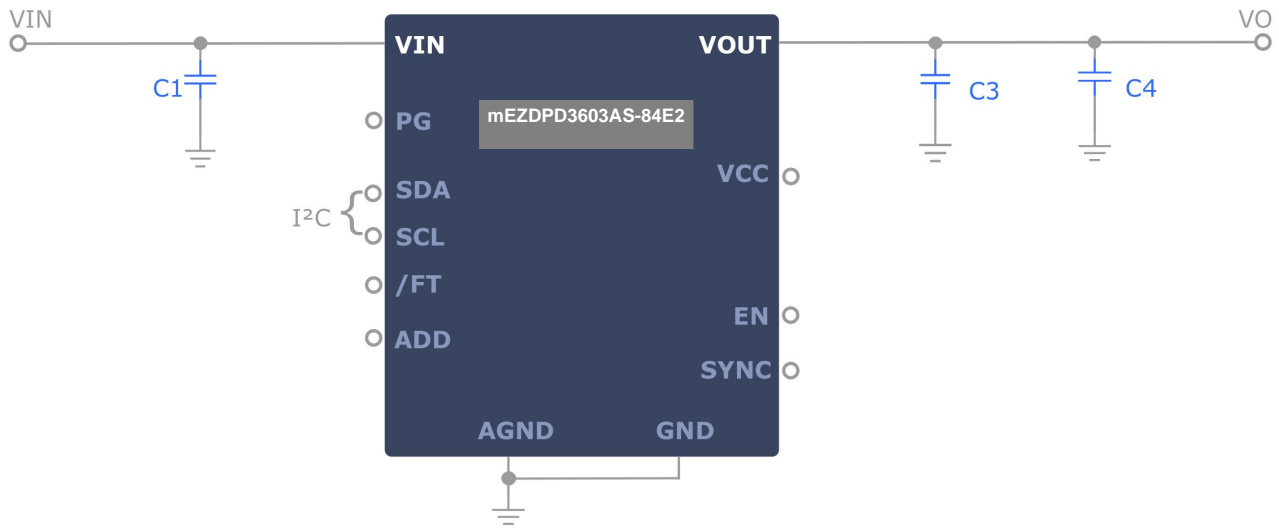 VIN
VO
VIN
VOUT
C1
C3
C4
mEZDPD3603AS-84E2
PG
VCC
SDA
I²C
SCL
/FT
EN
ADD
SYNC
AGND
GND